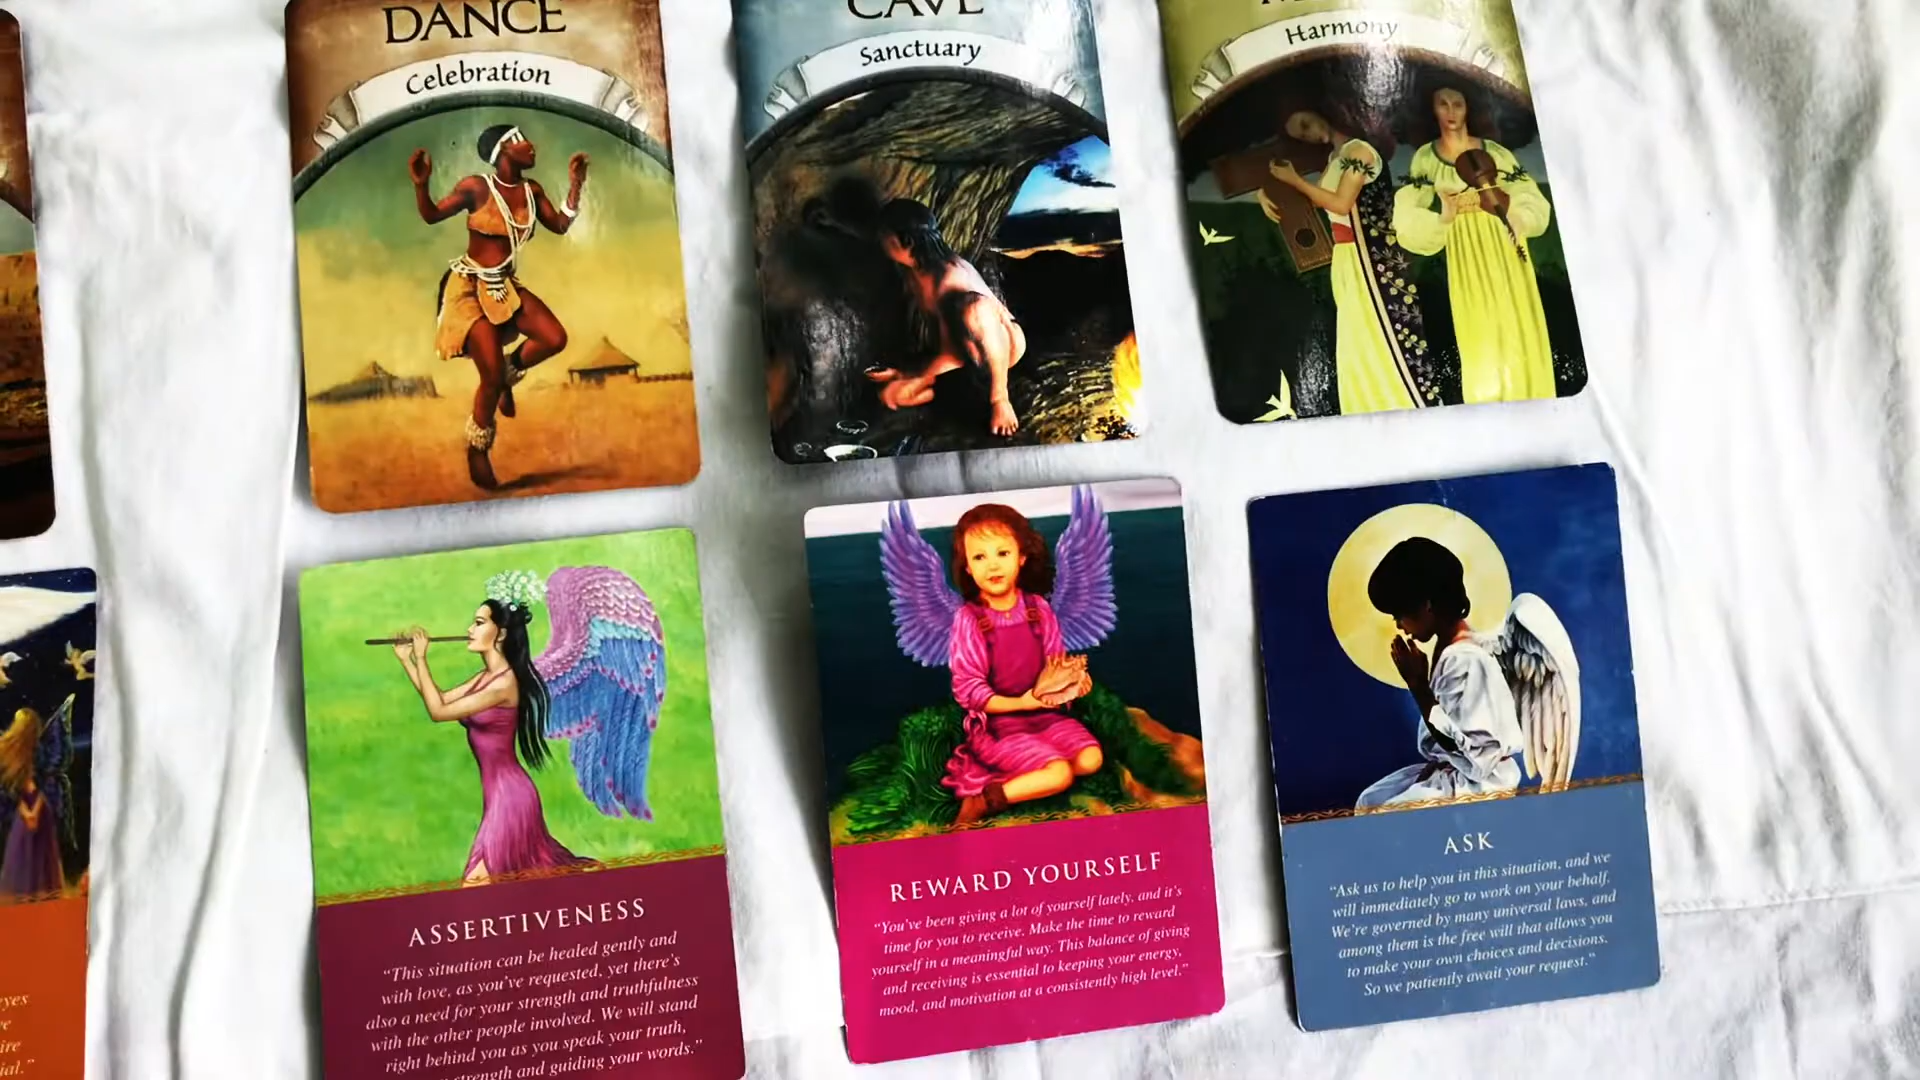 DANCE
Celebration
CAVE
Sanctuary
Harmony
eyes
ial."
ASSERTIVENESS
"This situation can be healed gently and
with love, as you've requested, yet there's
also a need for your strength and truthfulness
with the other people involved. We will stand
right behind you as you speak your truth,
strength and guiding your words."
REWARD YOURSELF
"You've been giving a lot of yourself lately, and it's
time for you to receive. Make the time to reward
yourself in a meaningful way. This balance of giving
and receiving is essential to keeping your energy,
mood, and motivation at a consistently high level."
ASK
"Ask us to help you in this situation, and we
will immediately go to work on your behalf.
We're governed by many universal laws, and
among them is the free will that allows you
to make your own choices and decisions.
So we patiently await your request."